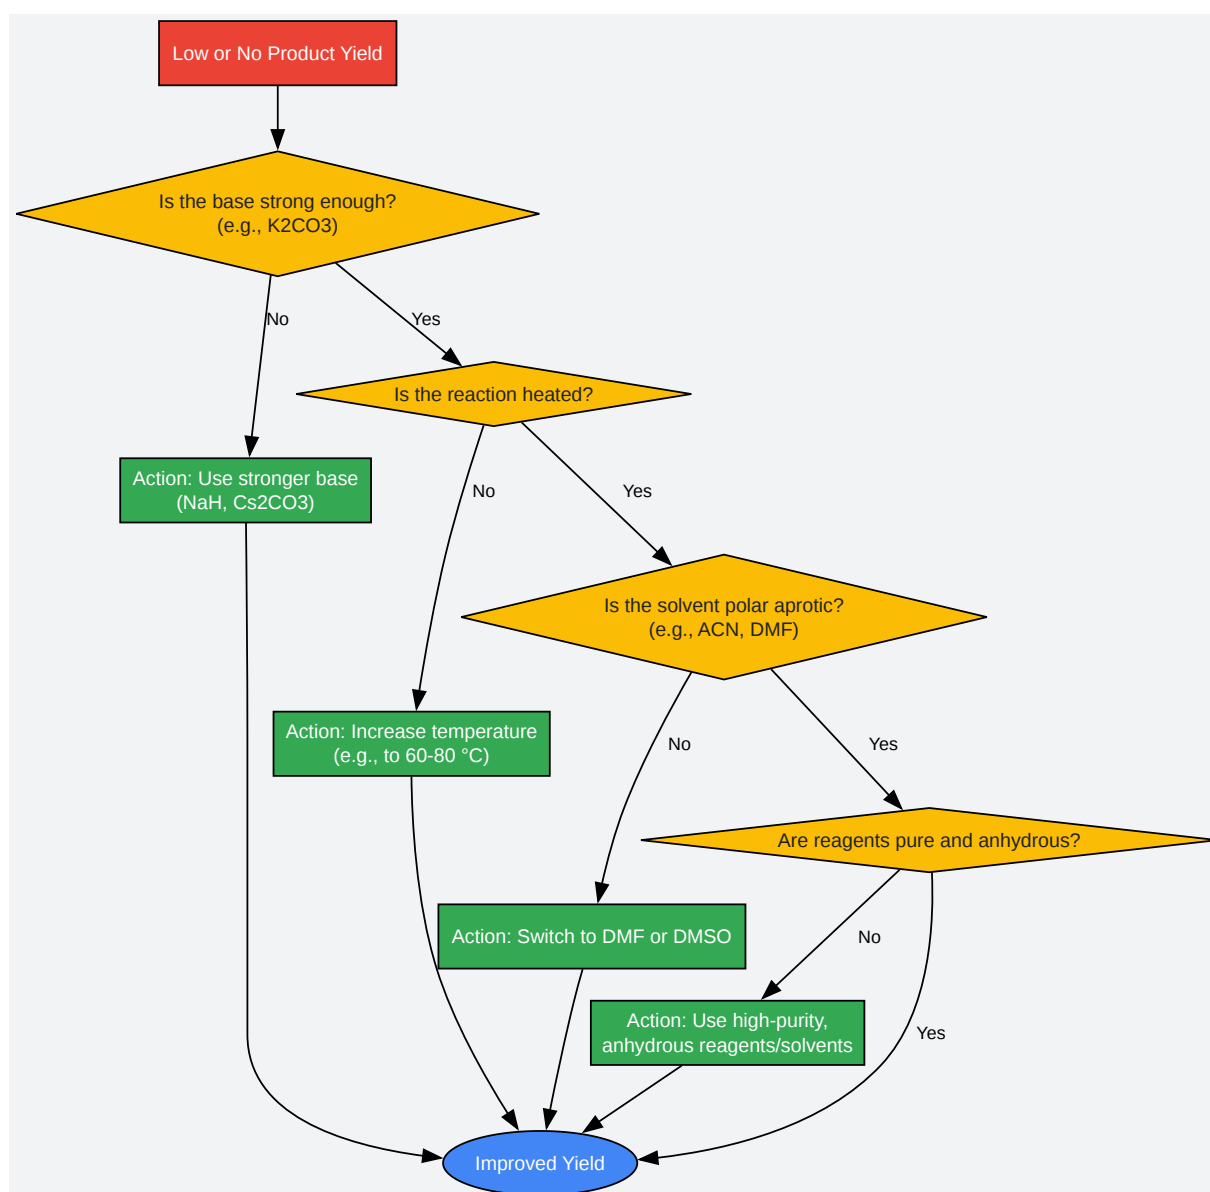 Low or No Product Yield
Is the base strong enough?
(e.g., K2CO3)
No
Yes
Is the reaction heated?
Action: Use stronger base
(NaH, Cs2CO3)
No
Yes
Is the solvent polar aprotic?
(e.g., ACN, DMF)
Action: Increase temperature
(e.g., to 60-80 °C)
No
Yes
Are reagents pure and anhydrous?
Action: Switch to DMF or DMSO
No
Action: Use high-purity,
anhydrous reagents/solvents
Yes
Improved Yield